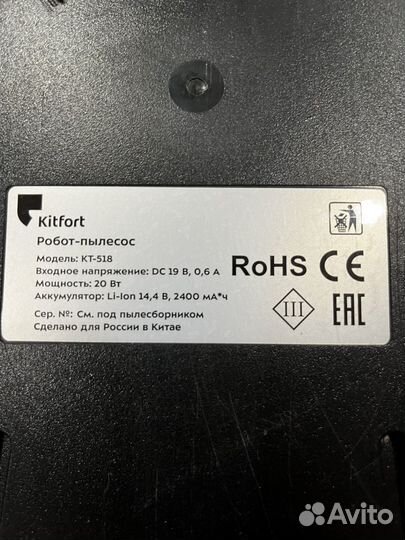 Kitfort
Робот-пылесос
Модель: КТ-518
Входное напряжение: DC 19 В, 0,6 А
Мощность: 20 Вт
Аккумулятор: Li-Ion 14,4 В, 2400 мА*ч
Сер. №: См. под пылесборником
Сделано для России в Китае
RoHS CE
III EAC
Avito